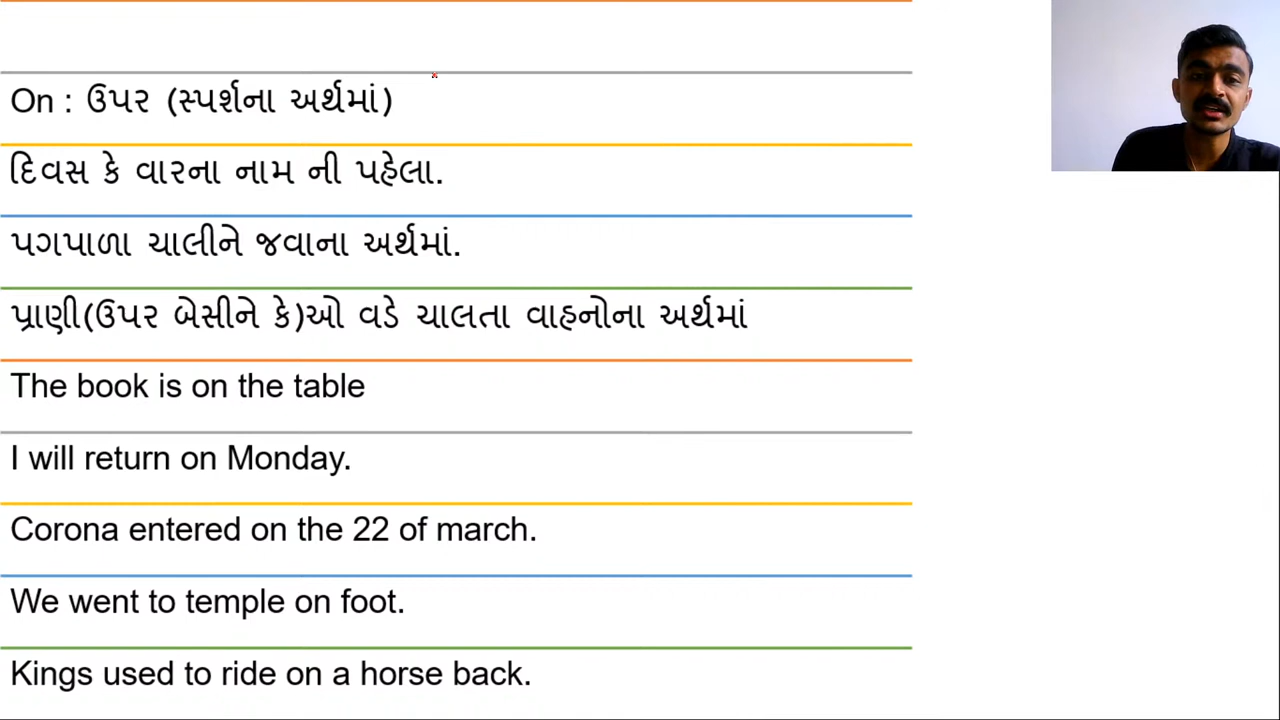 On : ઉપર (સ્પર્શના અર્થમાં)
દિવસ કે વારના નામ ની પહેલા.
પગપાળા ચાલીને જવાના અર્થમાં.
પ્રાણી(ઉપર બેસીને કે)ઓ વડે ચાલતા વાહનોના અર્થમાં
The book is on the table
I will return on Monday.
Corona entered on the 22 of march.
We went to temple on foot.
Kings used to ride on a horse back.